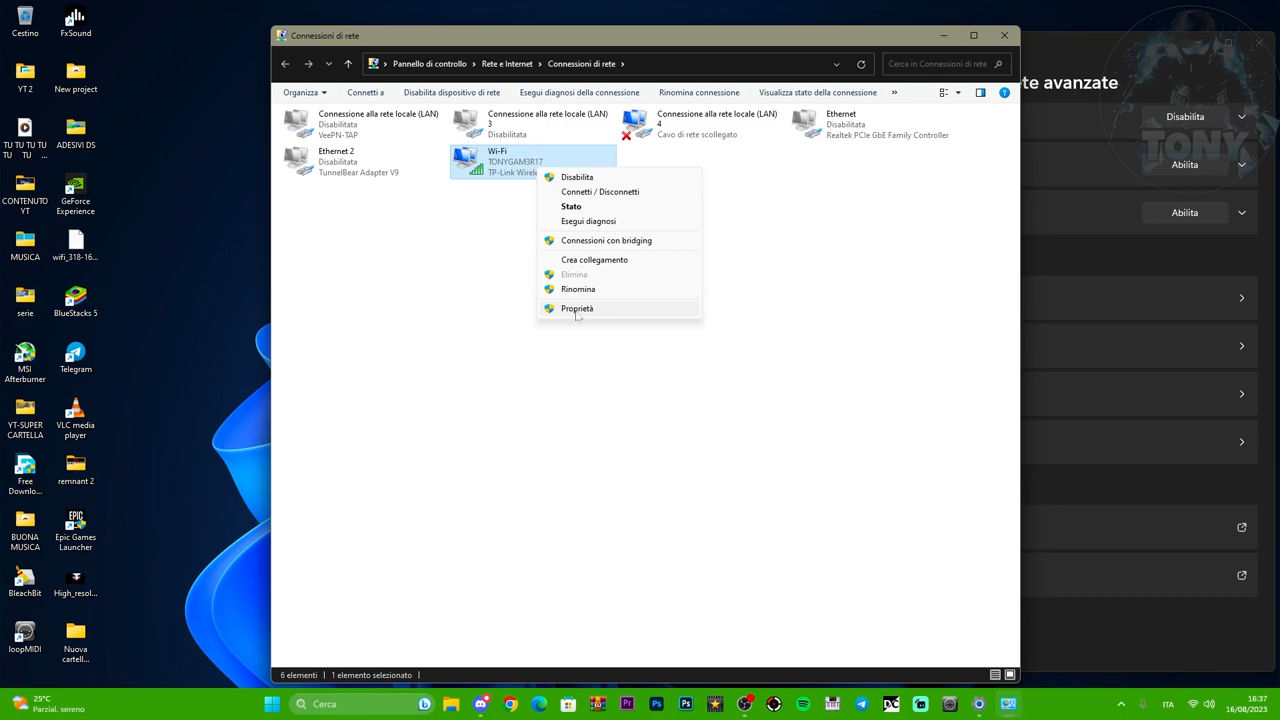 Cestino
FxSound
YT 2
New project
TU TU TU T...
TU
ADESIVI DS
CONTENUTO
YT
GeForce
Experience
MUSICA
wifi_318-16...
serie
BlueStacks 5
MSI
Afterburner
Telegram
YT-SUPER
CARTELLA
VLC media
player
Free
Downlo...
remnant 2
BUONA
MUSICA
Epic Games
Launcher
BleachBit
High_resol...
loopMIDI
Nuova
cartell...
Connessioni di rete
Pannello di controllo
Rete e Internet
Connessioni di rete
Cerca in Connessioni di rete
Organizza
Connetti a
Disabilita dispositivo di rete
Esegui diagnosi della connessione
Rinomina connessione
Visualizza stato della connessione
»
Connessione alla rete locale (LAN)
Disabilitata
VeePN-TAP
Connessione alla rete locale (LAN)
3
Disabilitata
Connessione alla rete locale (LAN)
4
Cavo di rete scollegato
Ethernet
Disabilitata
Realtek PCIe GbE Family Controller
Ethernet 2
Disabilitata
TunnelBear Adapter V9
Wi-Fi
TONYGAM3R17
TP-Link Wirele
Disabilita
Connetti / Disconnetti
Stato
Esegui diagnosi
Connessioni con bridging
Crea collegamento
Elimina
Rinomina
Proprietà
6 elementi
1 elemento selezionato
te avanzate
Disabilita
Abilita
Abilita
TONY
25°C
Parzial. sereno
Cerca
ITA
16:37
16/08/2023